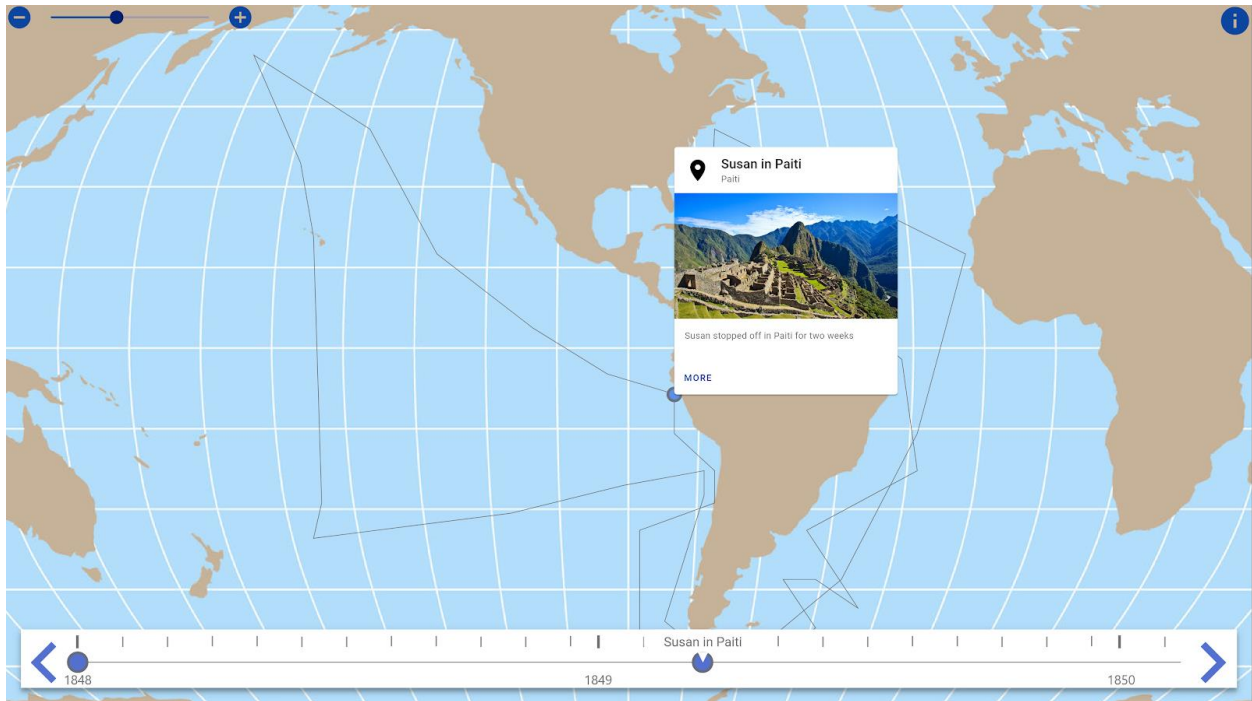 Susan in Paiti
Paiti
Susan stopped off in Paiti for two weeks
MORE
Susan in Paiti
1848
1849
1850